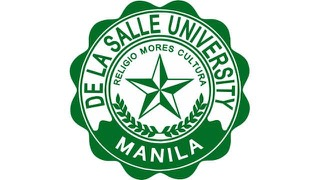 DE LA SALLE UNIVERSITY
RELIGIO MORES CULTURA
MANILA